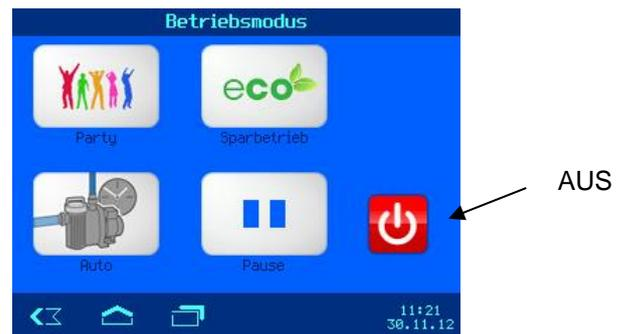 Betriebsmodus
eco
Party
Sparbetrieb
AUS
Auto
Pause
11:21
30.11.12